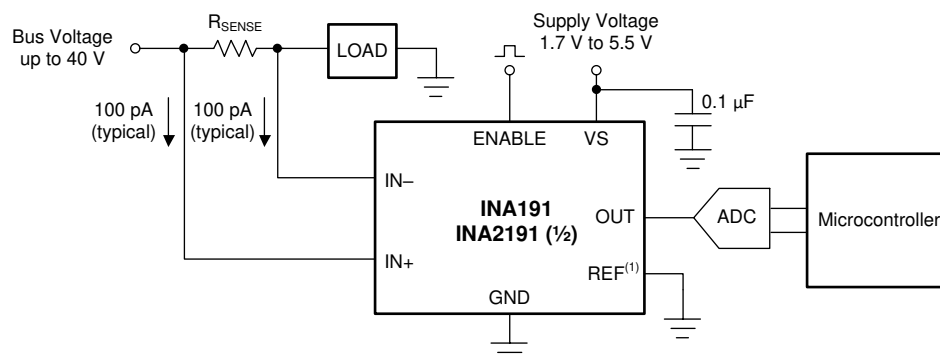 Bus Voltage
up to 40 V
RSENSE
LOAD
Supply Voltage
1.7 V to 5.5 V
0.1 µF
100 pA
(typical)
100 pA
(typical)
ENABLE
VS
IN–
INA191
INA2191 (½)
OUT
ADC
Microcontroller
IN+
REF(1)
GND